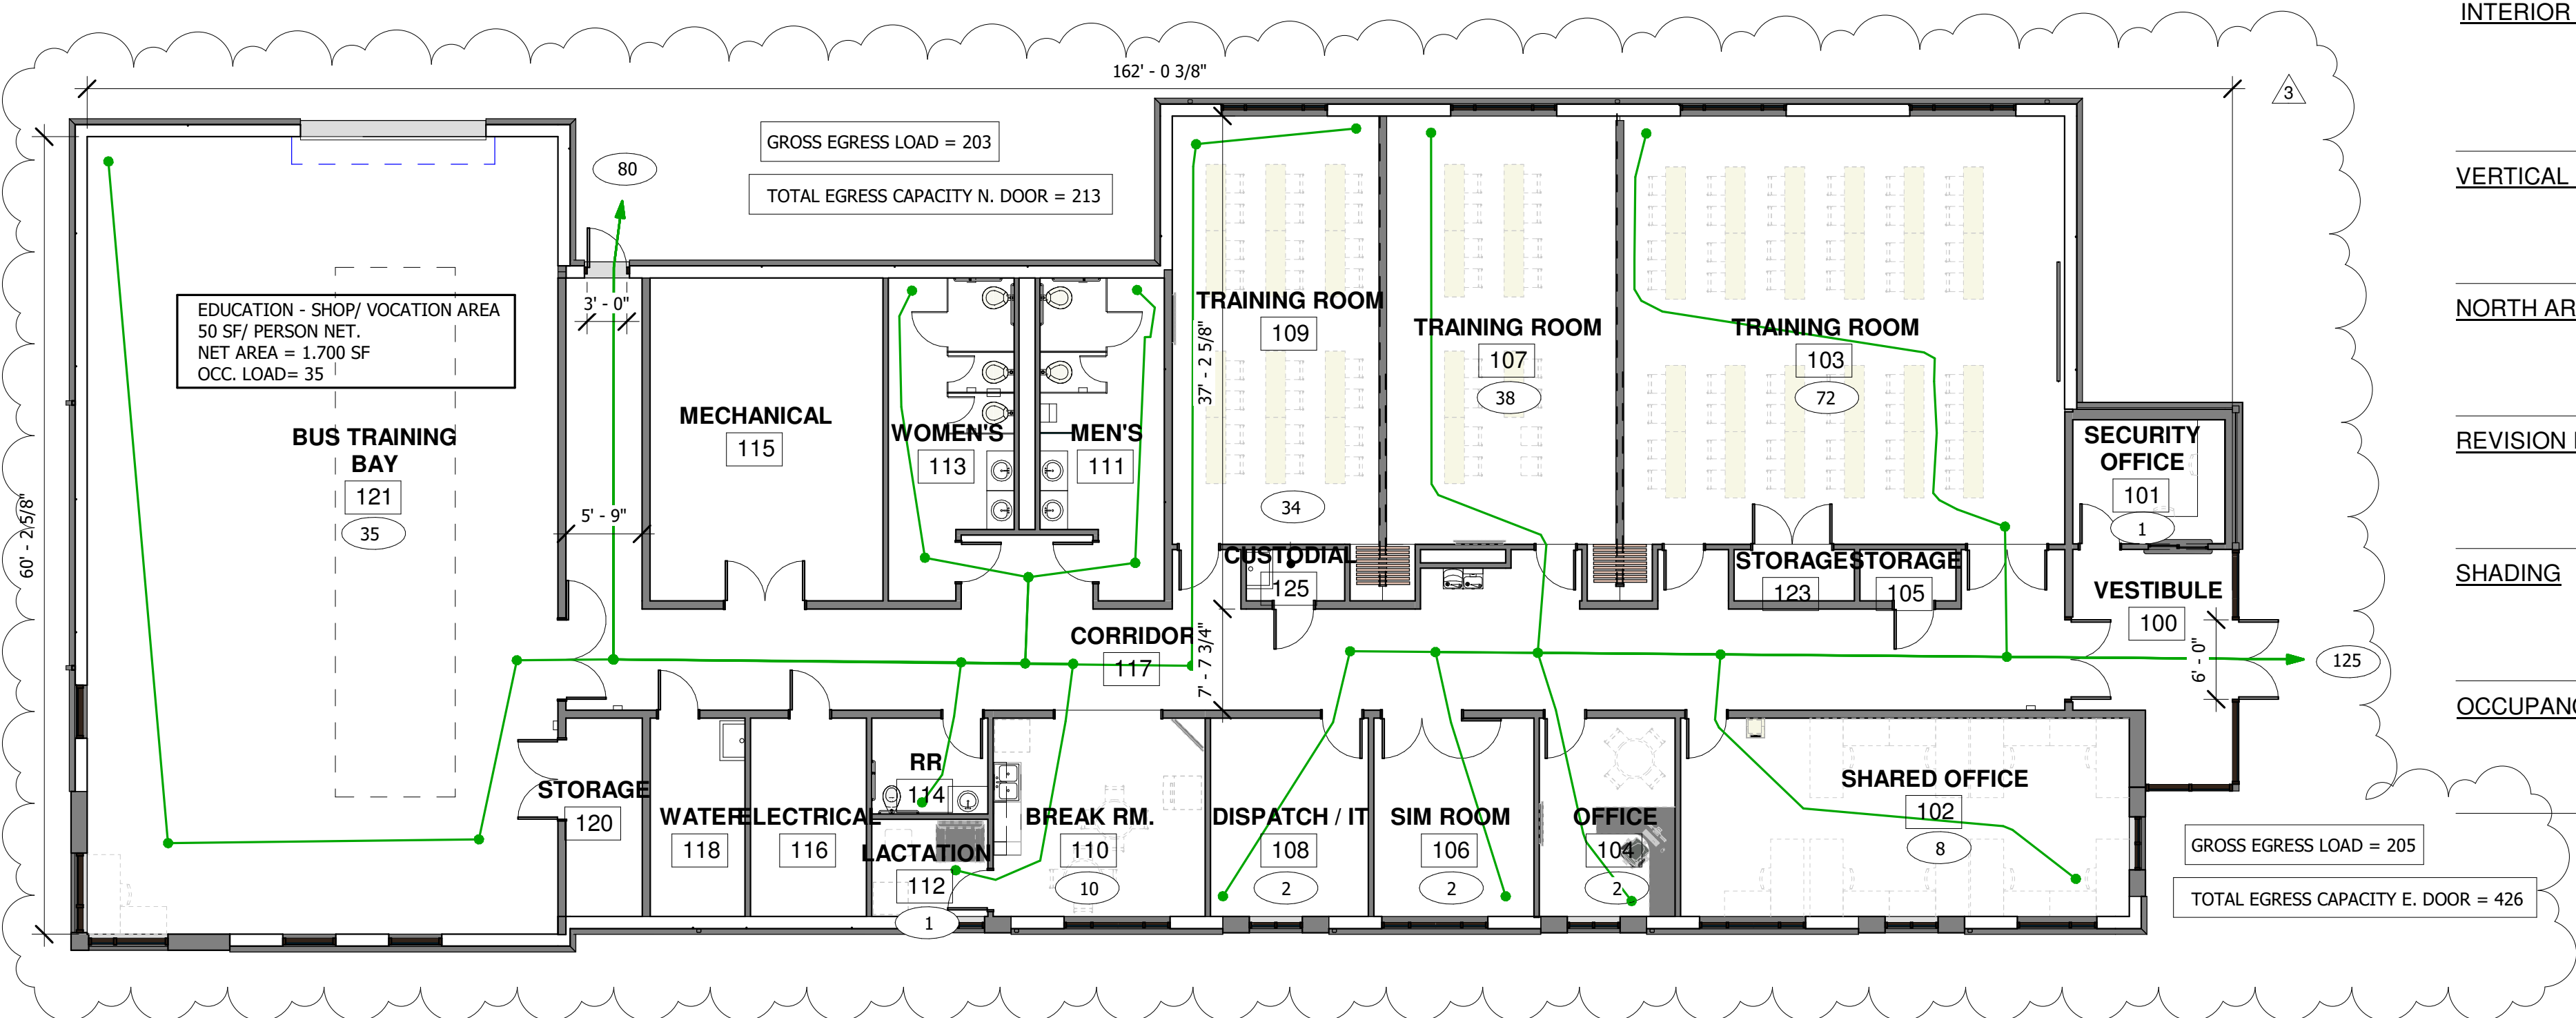 INTERIOR
162' - 0 3/8"
3
GROSS EGRESS LOAD = 203
80
VERTICAL
TOTAL EGRESS CAPACITY N. DOOR = 213
EDUCATION - SHOP/ VOCATION AREA
50 SF/ PERSON NET.
NET AREA = 1.700 SF
OCC. LOAD= 35
3' - 0"
TRAINING ROOM
109
37' - 2 5/8"
34
TRAINING ROOM
107
38
TRAINING ROOM
103
72
NORTH AR
BUS TRAINING
BAY
121
35
60' - 2 5/8"
5' - 9"
MECHANICAL
115
WOMEN'S
113
MEN'S
111
SECURITY
OFFICE
101
1
REVISION
CUSTODIAL
125
STORAGE
123
STORAGE
105
VESTIBULE
100
SHADING
CORRIDOR
117
7' - 7 3/4"
6' - 0"
125
OCCUPANC
STORAGE
120
WATER
118
ELECTRICAL
116
RR
114
LACTATION
112
1
BREAK RM.
110
10
DISPATCH / IT
108
2
SIM ROOM
106
2
OFFICE
104
2
SHARED OFFICE
102
8
GROSS EGRESS LOAD = 205
TOTAL EGRESS CAPACITY E. DOOR = 426